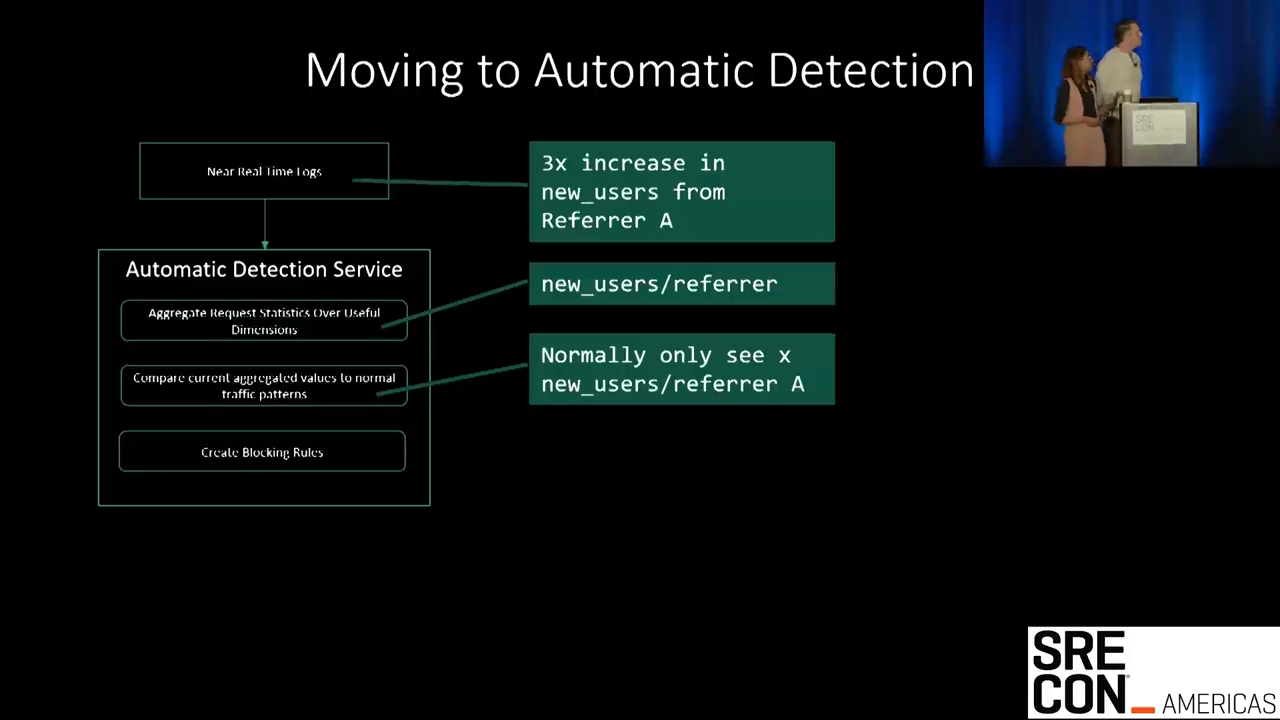 Moving to Automatic Detection
Near Real Time Logs
3x increase in
new_users from
Referrer A
Automatic Detection Service
Aggregate Request Statistics Over Useful
Dimensions
new_users/referrer
Compare current aggregated values to normal
traffic patterns
Normally only see x
new_users/referrer A
Create Blocking Rules
SRE
CON
SRE
CON
AMERICAS